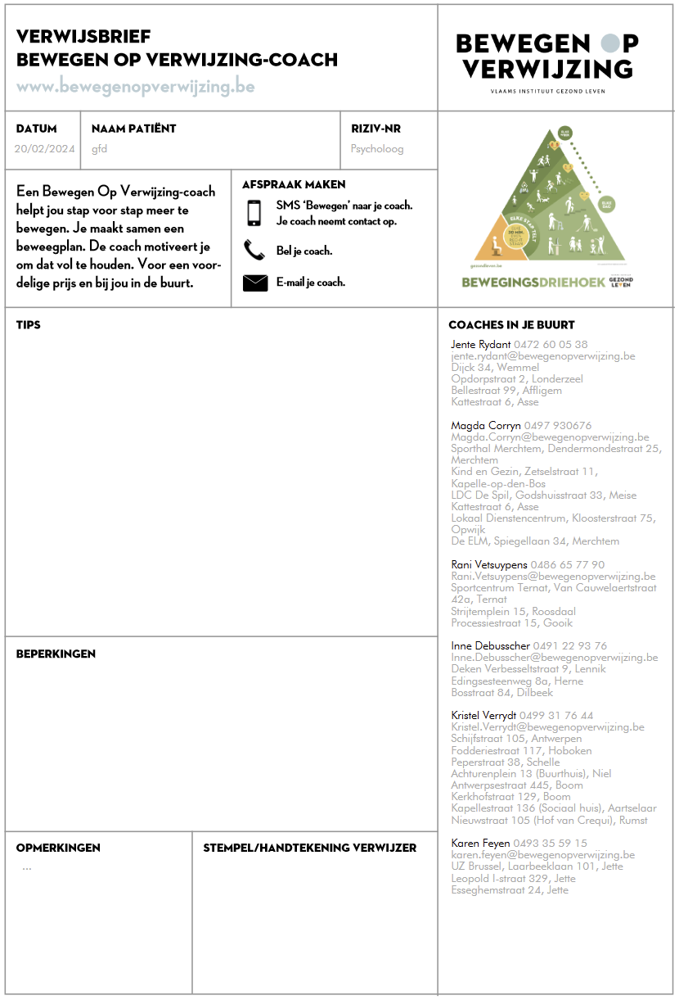 VERWIJSBRIEF
BEWEGEN OP VERWIJZING-COACH
www.bewegenopverwijzing.be
BEWEGEN OP
VERWIJZING
VLAAMS INSTITUUT GEZOND LEVEN
DATUM
20/02/2024
NAAM PATIËNT
gfd
RIZIV-NR
Psycholoog
Een Bewegen Op Verwijzing-coach
helpt jou stap voor stap meer te
bewegen. Je maakt samen een
beweegplan. De coach motiveert je
om dat vol te houden. Voor een voor-
delige prijs en bij jou in de buurt.
AFSPRAAK MAKEN
SMS ‘Bewegen’ naar je coach.
Je coach neemt contact op.
Bel je coach.
E-mail je coach.
ELKE STAP TELT
30 MIN.
gezondleven.be
BEWEGINGSDRIEHOEK
GEZOND
LEVEN
TIPS
BEPERKINGEN
OPMERKINGEN
...
STEMPEL/HANDTEKENING VERWIJZER
COACHES IN JE BUURT
Jente Rydant 0472 60 05 38
jente.rydant@bewegenopverwijzing.be
Dijck 34, Wemmel
Opdorpstraat 2, Londerzeel
Bellestraat 99, Affligem
Kattestraat 6, Asse
Magda Corryn 0497 930676
Magda.Corryn@bewegenopverwijzing.be
Sporthal Merchtem, Dendermondestraat 25,
Merchtem
Kind en Gezin, Zetselstraat 11,
Kapelle-op-den-Bos
LDC De Spil, Godshuisstraat 33, Meise
Kattestraat 6, Asse
Lokaal Dienstencentrum, Kloosterstraat 75,
Opwijk
De ELM, Spiegellaan 34, Merchtem
Rani Vetsuypens 0486 65 77 90
Rani.Vetsuypens@bewegenopverwijzing.be
Sportcentrum Ternat, Van Cauwelaertstraat
42a, Ternat
Strijtemplein 15, Roosdaal
Processiestraat 15, Gooik
Inne Debusscher 0491 22 93 76
Inne.Debusscher@bewegenopverwijzing.be
Deken Verbesseltstraat 9, Lennik
Edingsesteenweg 8a, Herne
Bosstraat 84, Dilbeek
Kristel Verrydt 0499 31 76 44
Kristel.Verrydt@bewegenopverwijzing.be
Schijfstraat 105, Antwerpen
Fodderiestraat 117, Hoboken
Peperstraat 38, Schelle
Achturenplein 13 (Buurthuis), Niel
Antwerpsestraat 445, Boom
Kerkhofstraat 129, Boom
Kapellestraat 136 (Sociaal huis), Aartselaar
Nieuwstraat 105 (Hof van Crequi), Rumst
Karen Feyen 0493 35 59 15
karen.feyen@bewegenopverwijzing.be
UZ Brussel, Laarbeeklaan 101, Jette
Leopold I-straat 329, Jette
Esseghemstraat 24, Jette